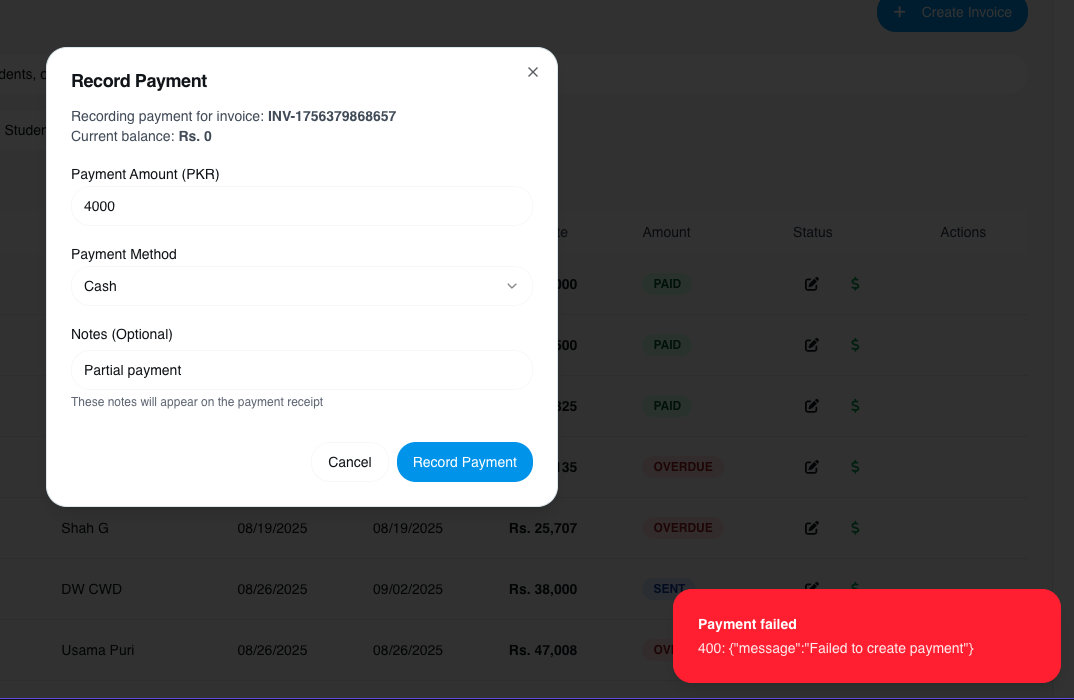 + Create Invoice
dents, c
Record Payment
Recording payment for invoice: INV-1756379868657
Current balance: Rs. 0
Studen
Payment Amount (PKR)
4000
te Amount Status Actions
Payment Method
Cash
000 PAID $
Notes (Optional)
500 PAID $
Partial payment
These notes will appear on the payment receipt
325 PAID $
Cancel Record Payment
135 OVERDUE $
Shah G 08/19/2025 08/19/2025 Rs. 25,707 OVERDUE $
DW CWD 08/26/2025 09/02/2025 Rs. 38,000 SENT
Payment failed
400: {"message":"Failed to create payment"}
Usama Puri 08/26/2025 08/26/2025 Rs. 47,008 OV